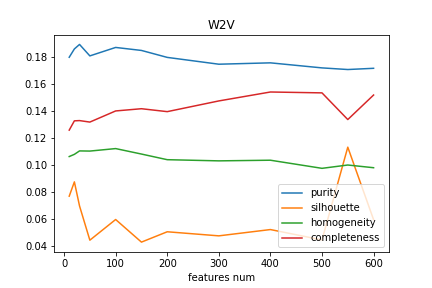 W2V
0.18
0.16
0.14
0.12
0.10
0.08
0.06
0.04
purity
silhouette
homogeneity
completeness
0 100 200 300 400 500 600
features num